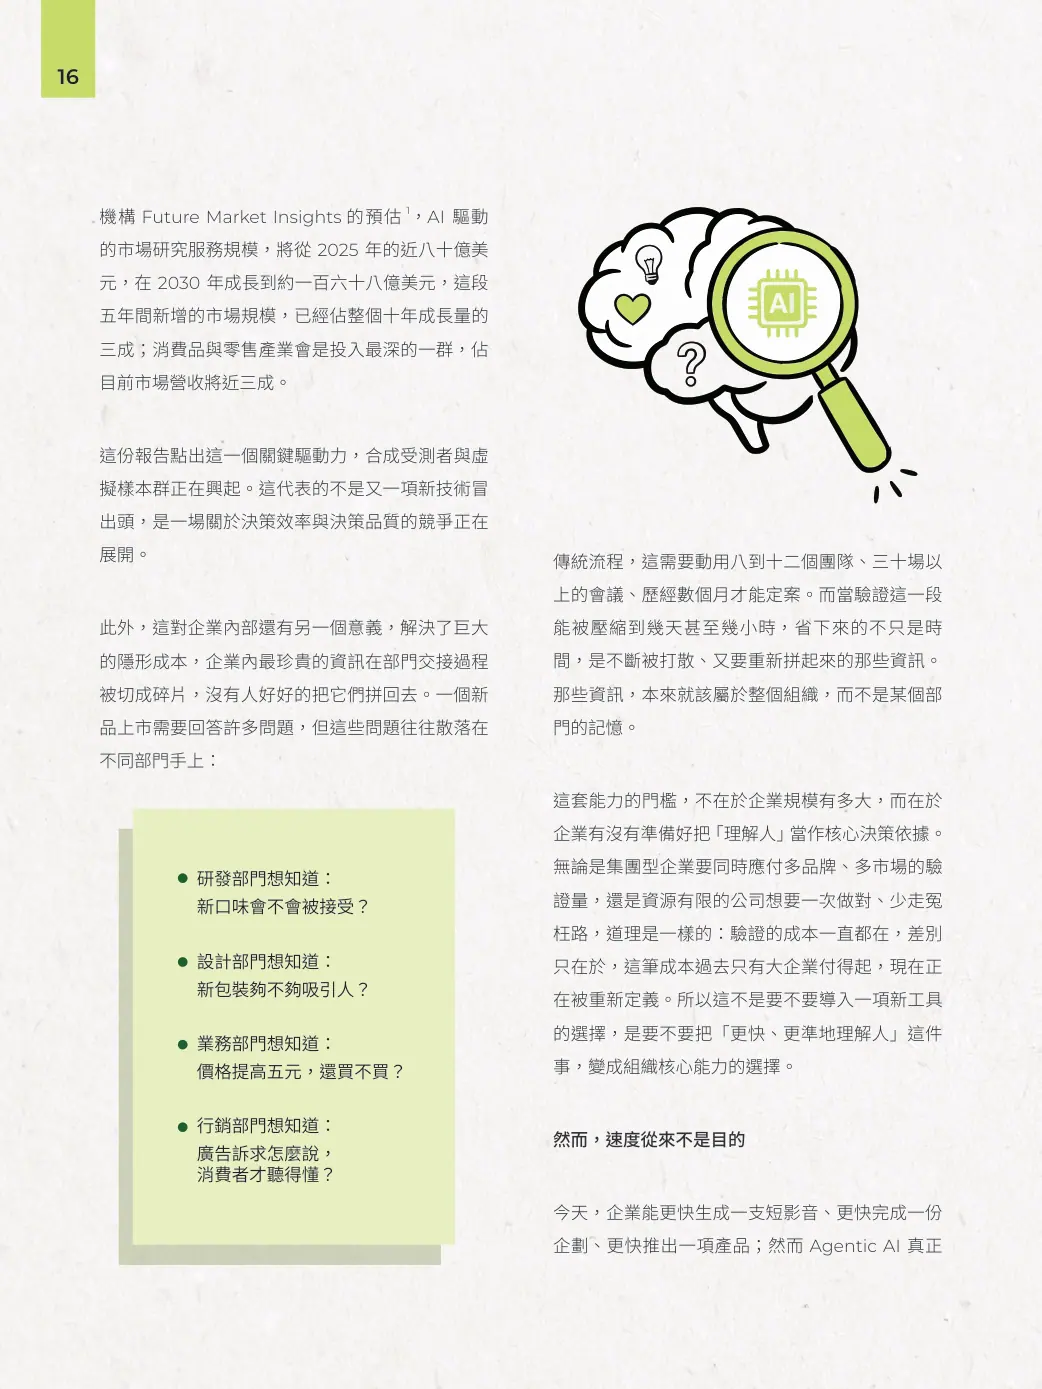 16
機構 Future Market Insights 的預估 1，AI 驅動
的市場研究服務規模，將從 2025 年的近八十億美
元，在 2030 年成長到約一百六十八億美元，這段
五年間新增的市場規模，已經佔整個十年成長量的
三成；消費品與零售產業會是投入最深的一群，佔
目前市場營收將近三成。
這份報告點出這一個關鍵驅動力，合成受測者與虛
擬樣本群正在興起。這代表的不是又一項新技術冒
出頭，是一場關於決策效率與決策品質的競爭正在
展開。
此外，這對企業內部還有另一個意義，解決了巨大
的隱形成本，企業內最珍貴的資訊在部門交接過程
被切成碎片，沒有人好好的把它們拼回去。一個新
品上市需要回答許多問題，但這些問題往往散落在
不同部門手上：
研發部門想知道：
新口味會不會被接受？
設計部門想知道：
新包裝夠不夠吸引人？
業務部門想知道：
價格提高五元，還買不買？
行銷部門想知道：
廣告訴求怎麼說，
消費者才聽得懂？
AI
?
傳統流程，這需要動用八到十二個團隊、三十場以
上的會議、歷經數個月才能定案。而當驗證這一段
能被壓縮到幾天甚至幾小時，省下來的不只是時
間，是不斷被打散、又要重新拼起來的那些資訊。
那些資訊，本來就該屬於整個組織，而不是某個部
門的記憶。
這套能力的門檻，不在於企業規模有多大，而在於
企業有沒有準備好把「理解人」當作核心決策依據。
無論是集團型企業要同時應付多品牌、多市場的驗
證量，還是資源有限的公司想要一次做對、少走冤
枉路，道理是一樣的：驗證的成本一直都在，差別
只在於，這筆成本過去只有大企業付得起，現在正
在被重新定義。所以這不是要不要導入一項新工具
的選擇，是要不要把「更快、更準地理解人」這件
事，變成組織核心能力的選擇。
然而，速度從來不是目的
今天，企業能更快生成一支短影音、更快完成一份
企劃、更快推出一項產品；然而 Agentic AI 真正